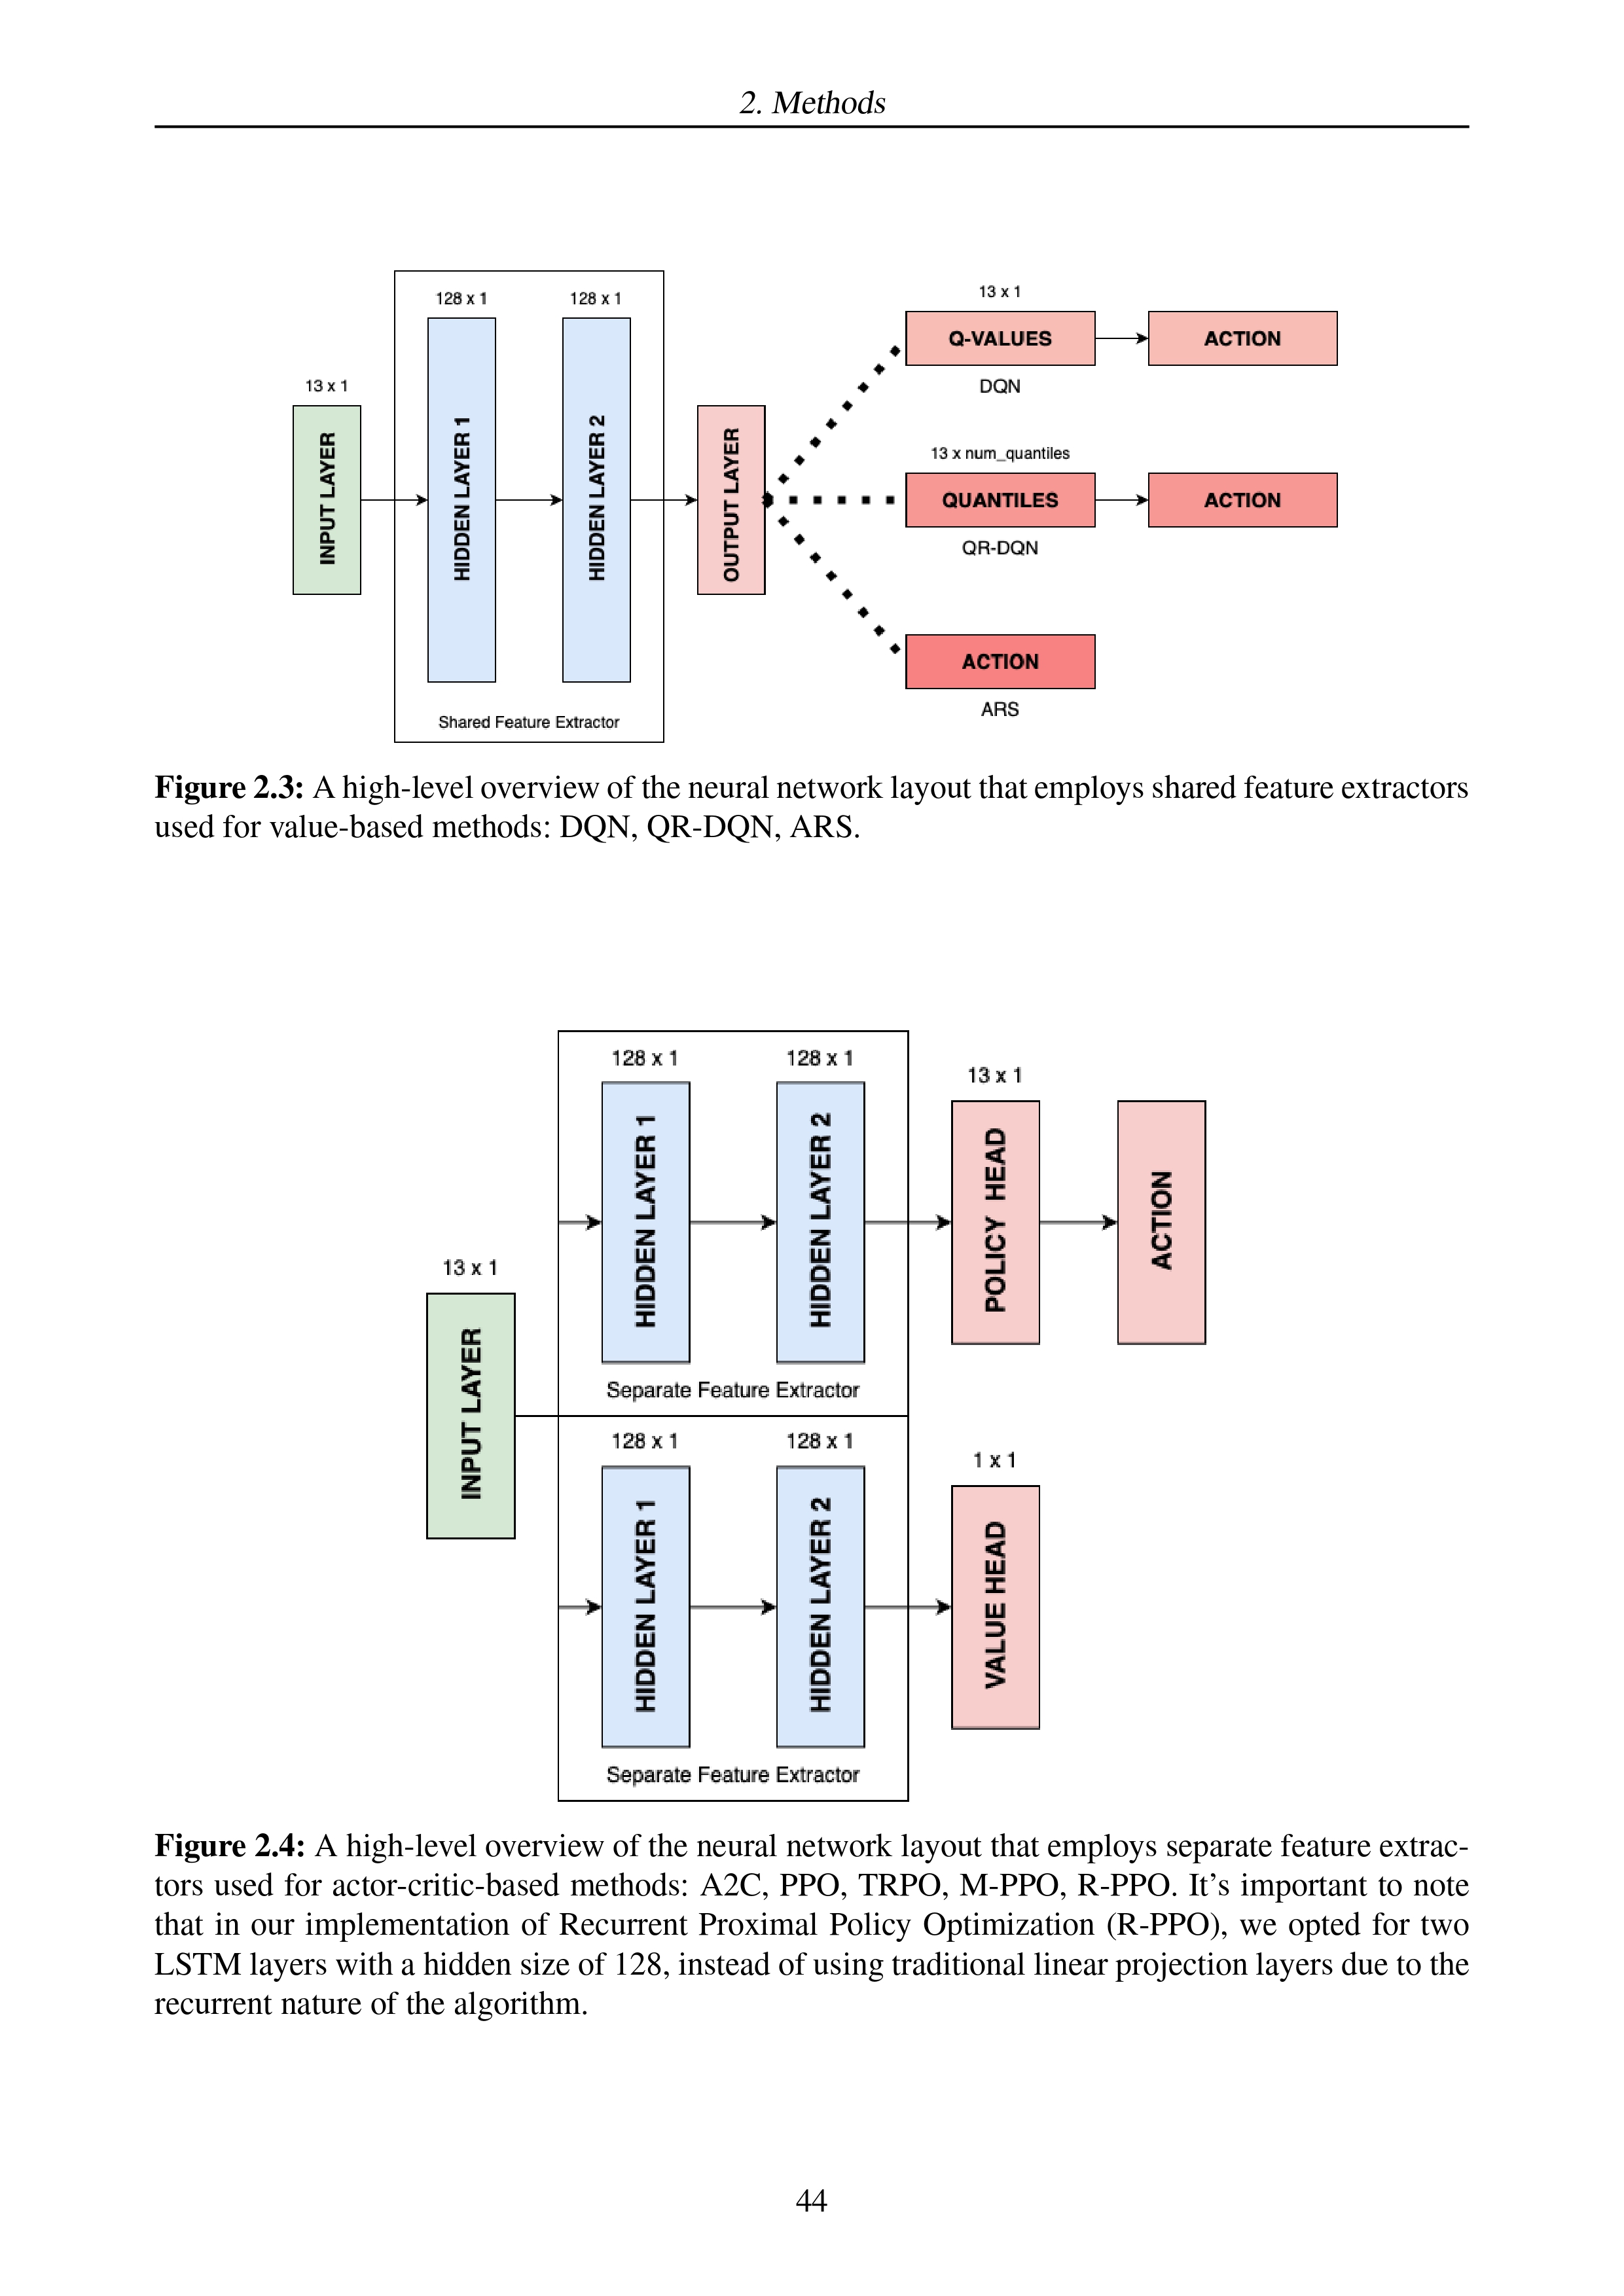 2. Methods
128 x 1
128 x 1
13 x 1
INPUT LAYER
HIDDEN LAYER 1
HIDDEN LAYER 2
Shared Feature Extractor
OUTPUT LAYER
13 x 1
Q-VALUES
ACTION
DQN
13 x num_quantiles
QUANTILES
ACTION
QR-DQN
ACTION
ARS
Figure 2.3: A high-level overview of the neural network layout that employs shared feature extractors
used for value-based methods: DQN, QR-DQN, ARS.
13 x 1
INPUT LAYER
128 x 1
128 x 1
HIDDEN LAYER 1
HIDDEN LAYER 2
Separate Feature Extractor
13 x 1
POLICY HEAD
ACTION
128 x 1
128 x 1
HIDDEN LAYER 1
HIDDEN LAYER 2
Separate Feature Extractor
1 x 1
VALUE HEAD
Figure 2.4: A high-level overview of the neural network layout that employs separate feature extrac-
tors used for actor-critic-based methods: A2C, PPO, TRPO, M-PPO, R-PPO. It's important to note
that in our implementation of Recurrent Proximal Policy Optimization (R-PPO), we opted for two
LSTM layers with a hidden size of 128, instead of using traditional linear projection layers due to the
recurrent nature of the algorithm.
44